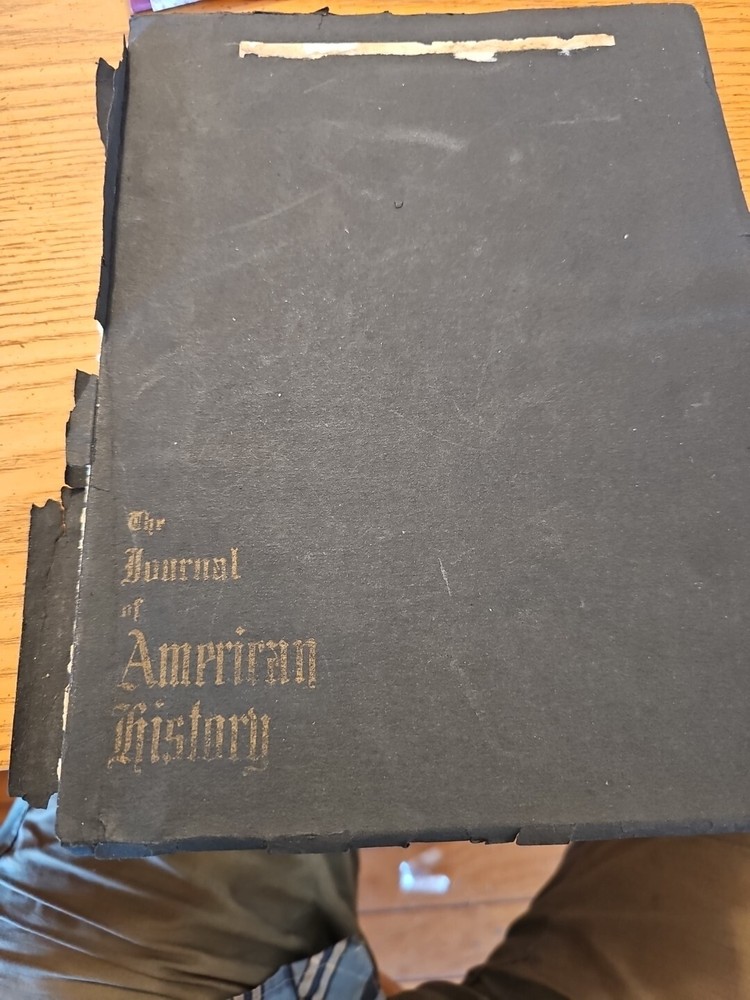 The
Journal
of
American
History